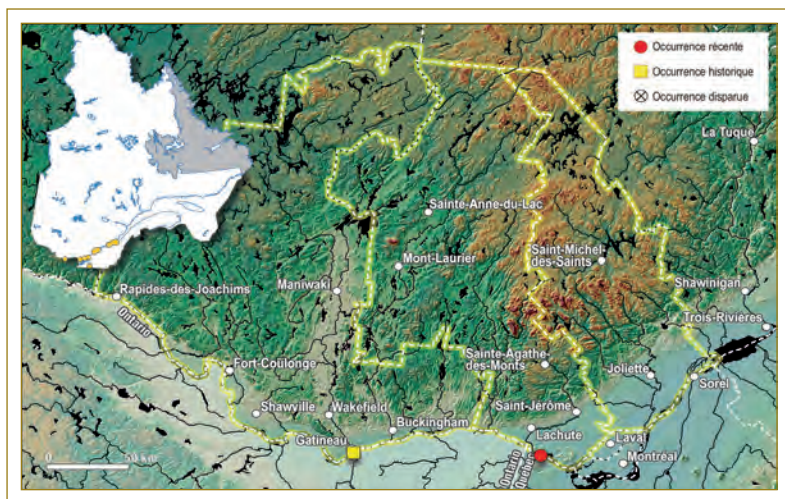 Occurrence récente
Occurrence historique
Occurrence disparue
La Tuque
Sainte-Anne-du-Lac
Saint-Michel
des-Saints
Mont-Laurier
Maniwaki
Rapides-des-Joachims
Shawinigan
Ontario
Trois-Rivières
Fort-Coulonge
Sainte-Agathe
des-Monts
Joliette
Sorel
Shawville
Wakefield
Saint-Jérôme
Buckingham
Lachute
Gatineau
Laval
Montréal
Ontario
Québec
0 50 km